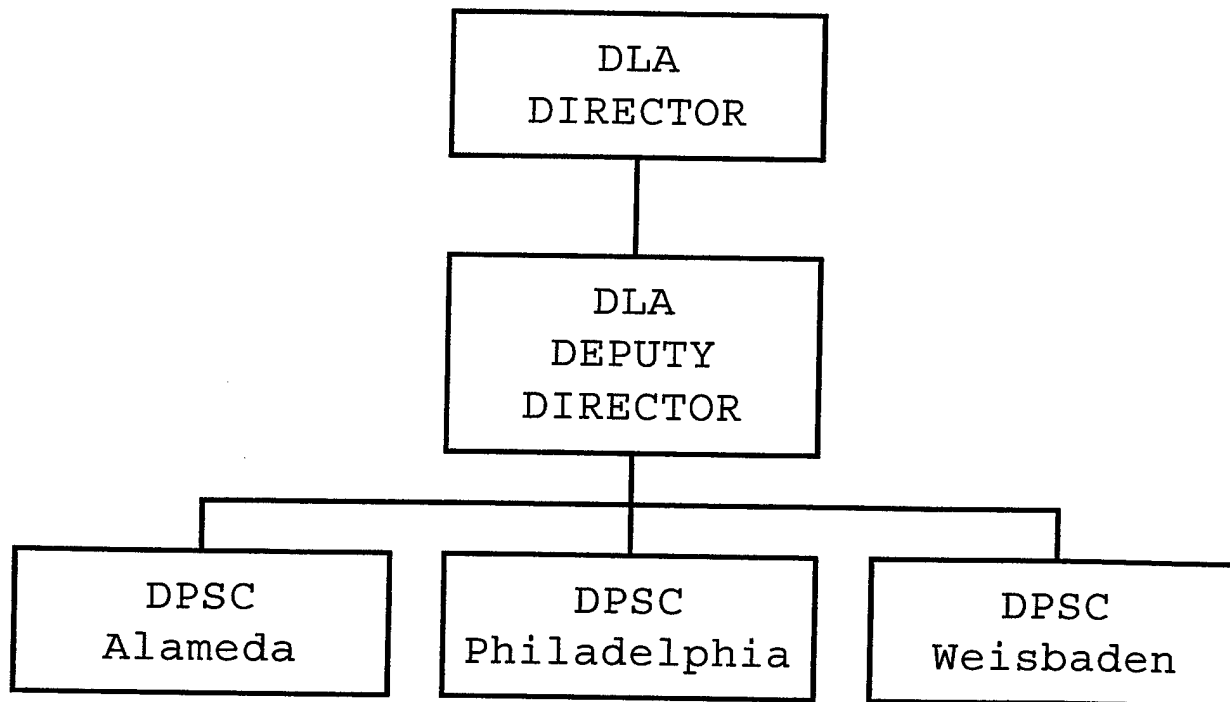 DLA
DIRECTOR
DLA
DEPUTY
DIRECTOR
DPSC
Alameda
DPSC
Philadelphia
DPSC
Weisbaden